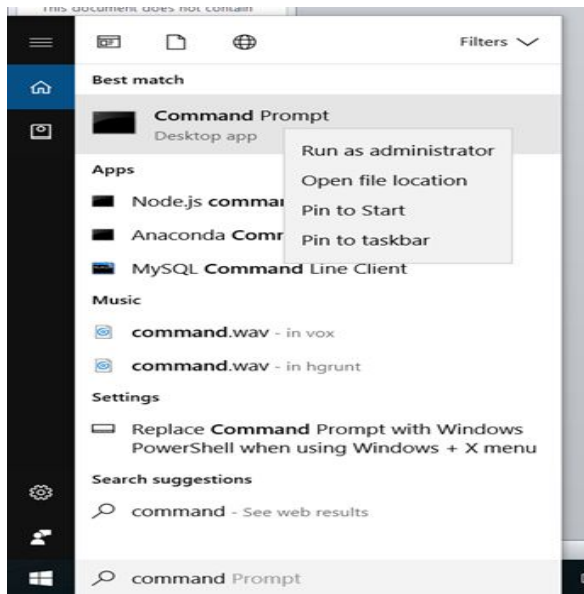 This document does not contain
Filters
Best match
Command Prompt
Desktop app
Run as administrator
Open file location
Pin to Start
Pin to taskbar
Apps
Node.js comma
Anaconda Com
MySQL Command Line Client
Music
command.wav - in vox
command.wav - in hgrunt
Settings
Replace Command Prompt with Windows
PowerShell when using Windows + X menu
Search suggestions
command - See web results
command Prompt